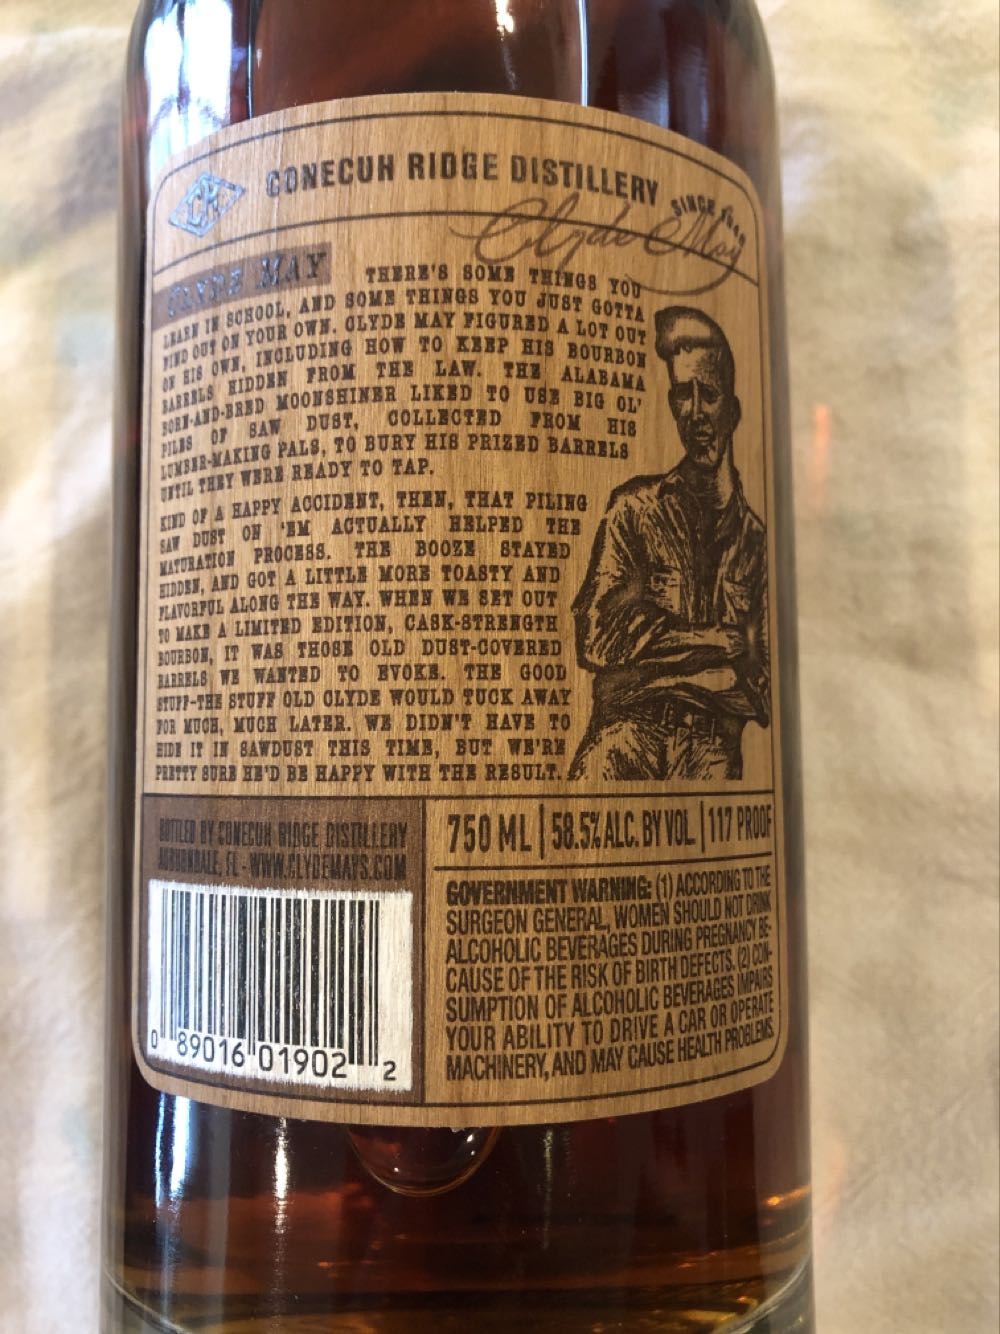 CR CONECUH RIDGE DISTILLERY SINCE 1946
Clyde May
CLYDE MAY THERE'S SOME THINGS YOU
LEARN IN SCHOOL, AND SOME THINGS YOU JUST GOTTA
FIND OUT ON YOUR OWN. CLYDE MAY FIGURED A LOT OUT
ON HIS OWN, INCLUDING HOW TO KEEP HIS BOURBON
BARRELS HIDDEN FROM THE LAW. THE ALABAMA
BORN-AND-BRED MOONSHINER LIKED TO USE BIG OL'
PILES OF SAW DUST, COLLECTED FROM HIS
LUMBER-MAKING PALS, TO BURY HIS PRIZED BARRELS
UNTIL THEY WERE READY TO TAP.
KIND OF A HAPPY ACCIDENT, THEN, THAT PILING
SAW DUST ON 'EM ACTUALLY HELPED THE
MATURATION PROCESS. THE BOOZE STAYED
HIDDEN, AND GOT A LITTLE MORE TOASTY AND
FLAVORFUL ALONG THE WAY. WHEN WE SET OUT
TO MAKE A LIMITED EDITION, CASK-STRENGTH
BOURBON, IT WAS THOSE OLD DUST-COVERED
BARRELS WE WANTED TO EVOKE. THE GOOD
STUFF-THE STUFF OLD CLYDE WOULD TUCK AWAY
FOR MUCH, MUCH LATER. WE DIDN'T HAVE TO
HIDE IT IN SAWDUST THIS TIME, BUT WE'RE
PRETTY SURE HE'D BE HAPPY WITH THE RESULT.
BOTTLED BY CONECUH RIDGE DISTILLERY
AUBURNDALE, FL - WWW.CLYDEMAYS.COM
0 89016 01902 2
750 ML | 58.5% ALC. BY VOL. | 117 PROOF
GOVERNMENT WARNING: (1) ACCORDING TO THE
SURGEON GENERAL, WOMEN SHOULD NOT DRINK
ALCOHOLIC BEVERAGES DURING PREGNANCY BE-
CAUSE OF THE RISK OF BIRTH DEFECTS. (2) CON-
SUMPTION OF ALCOHOLIC BEVERAGES IMPAIRS
YOUR ABILITY TO DRIVE A CAR OR OPERATE
MACHINERY, AND MAY CAUSE HEALTH PROBLEMS.